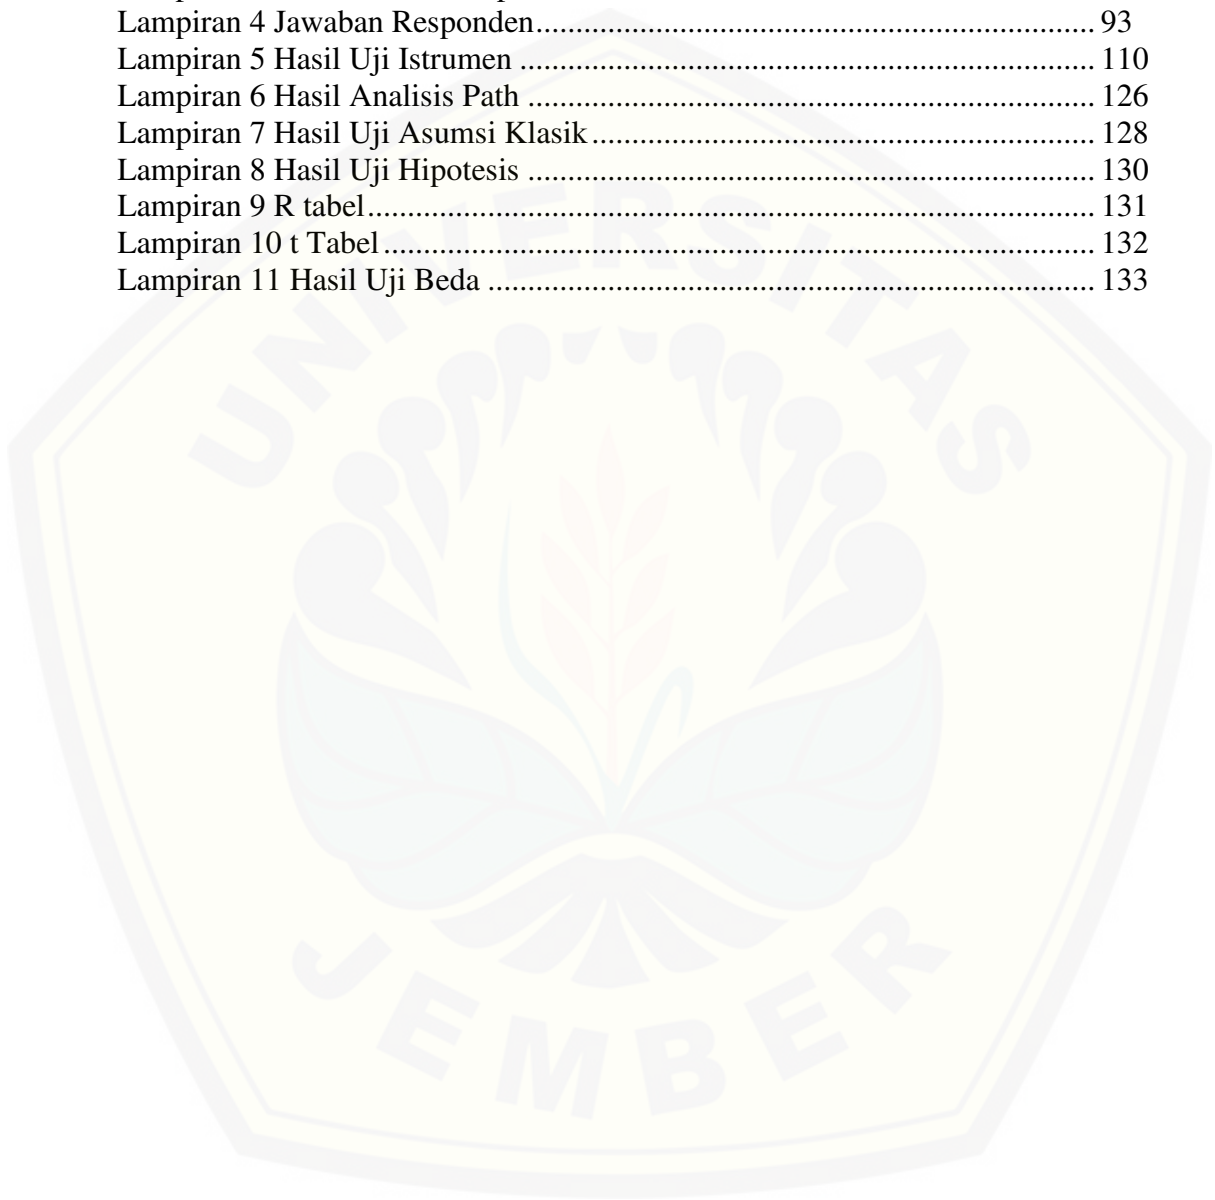 Lampiran 4 Jawaban Responden...................................................................... 93
Lampiran 5 Hasil Uji Istrumen ........................................................................ 110
Lampiran 6 Hasil Analisis Path ....................................................................... 126
Lampiran 7 Hasil Uji Asumsi Klasik............................................................... 128
Lampiran 8 Hasil Uji Hipotesis ....................................................................... 130
Lampiran 9 R tabel........................................................................................... 131
Lampiran 10 t Tabel......................................................................................... 132
Lampiran 11 Hasil Uji Beda ............................................................................ 133
UNIVERSITAS
JEMBER